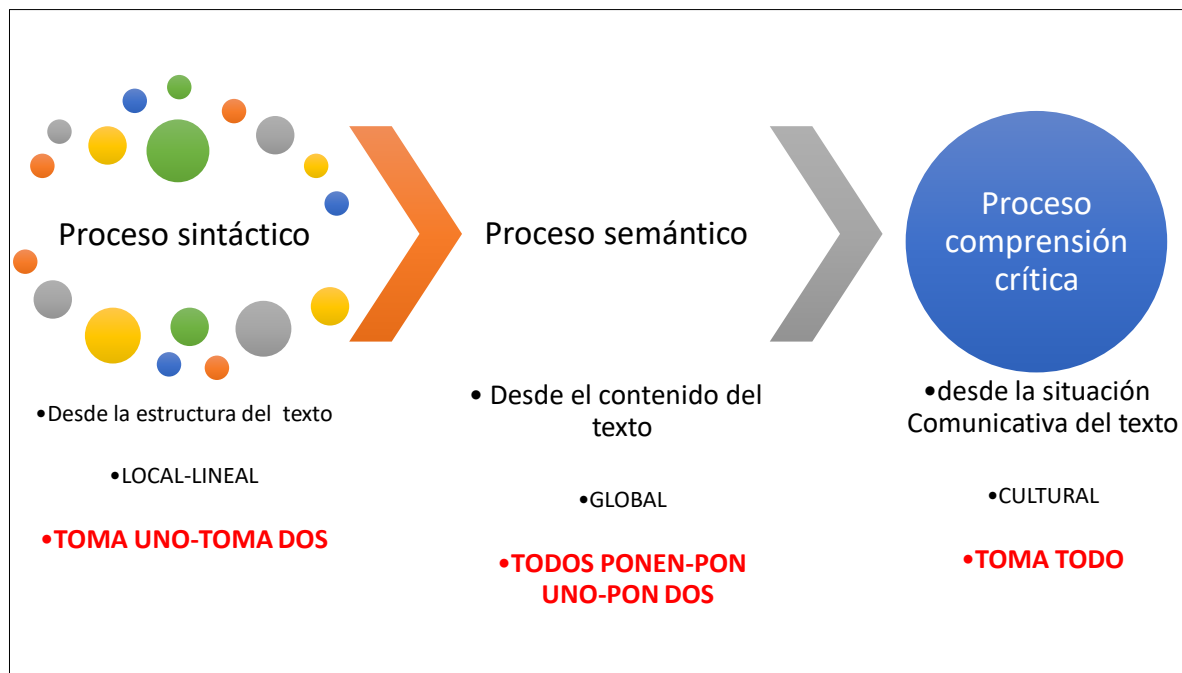 Proceso sintáctico
•Desde la estructura del texto
•LOCAL-LINEAL
•TOMA UNO-TOMA DOS
Proceso semántico
• Desde el contenido del
texto
•GLOBAL
•TODOS PONEN-PON
UNO-PON DOS
Proceso
comprensión
crítica
•desde la situación
Comunicativa del texto
•CULTURAL
•TOMA TODO